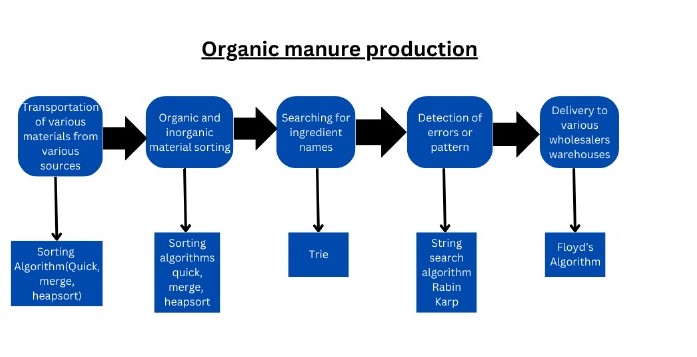 Organic manure production
Transportation
of various
materials from
various
sources
Organic and
inorganic
material sorting
Searching for
ingredient
names
Detection of
errors or
pattern
Delivery to
various
wholesalers
warehouses
Sorting
Algorithm(Quick,
merge,
heapsort)
Sorting
algorithms
quick,
merge,
heapsort
Trie
String
search
algorithm
Rabin
Karp
Floyd's
Algorithm